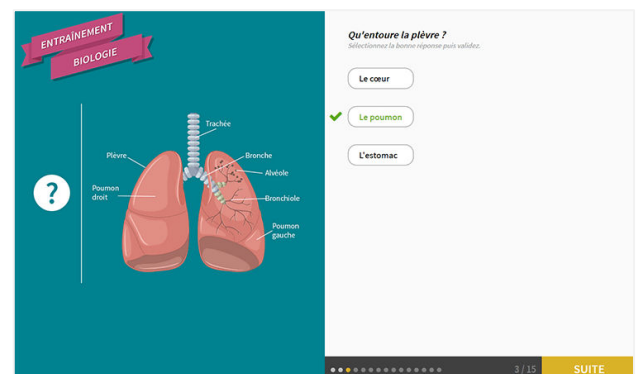 ENTRAÎNEMENT
BIOLOGIE
?
Trachée
Plèvre
Bronche
Alvéole
Poumon
droit
Bronchiole
Poumon
gauche
Qu'entoure la plèvre ?
Sélectionnez la bonne réponse puis validez.
Le cœur
Le poumon
L'estomac
3 / 15
SUITE